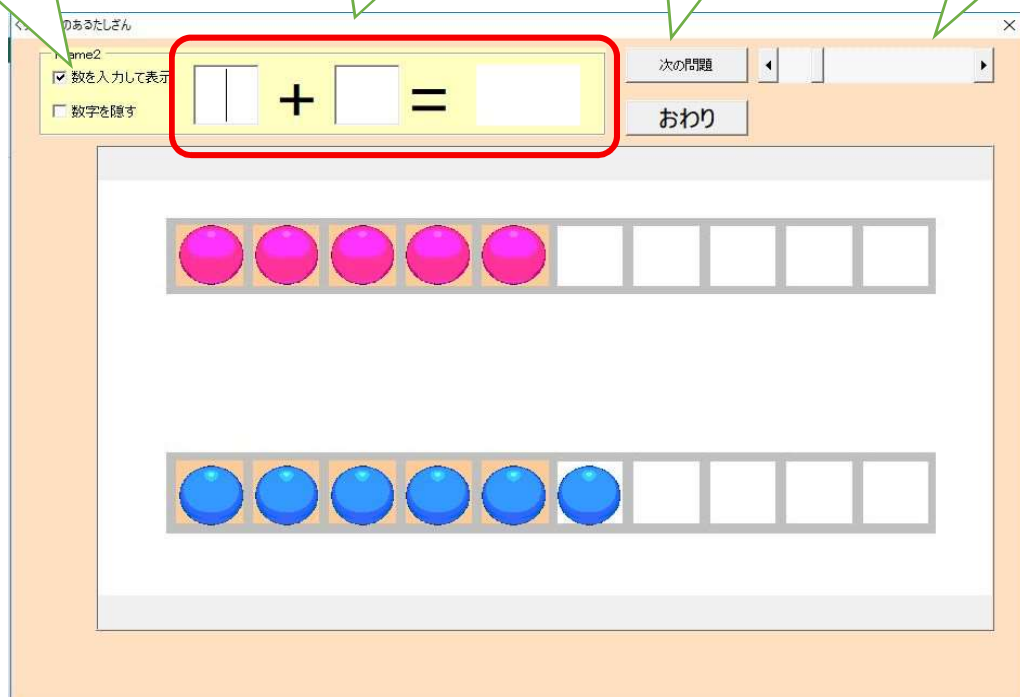 のあるたしざん
数を入力して表示
数字を隠す
+ =
次の問題
おわり